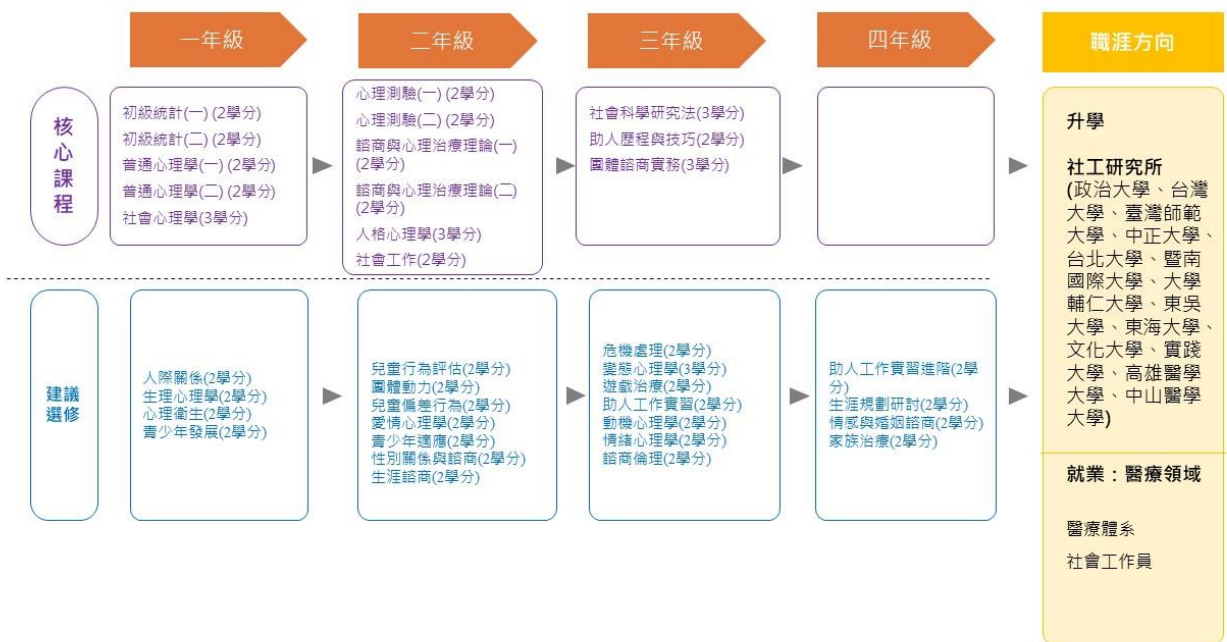 一年級
二年級
三年級
四年級
職涯方向
核
心
課
程
初級統計(一) (2學分)
初級統計(二) (2學分)
普通心理學(一) (2學分)
普通心理學(二) (2學分)
社會心理學(3學分)
心理測驗(一) (2學分)
心理測驗(二) (2學分)
諮商與心理治療理論(一)
(2學分)
諮商與心理治療理論(二)
(2學分)
人格心理學(3學分)
社會工作(2學分)
社會科學研究法(3學分)
助人歷程與技巧(2學分)
團體諮商實務(3學分)
升學
社工研究所
(政治大學、台灣
大學、臺灣師範
大學、中正大學、
台北大學、暨南
國際大學、大學
輔仁大學、東吳
大學、東海大學、
文化大學、實踐
大學、高雄醫學
大學、中山醫學
大學)
建議
選修
人際關係(2學分)
生理心理學(2學分)
心理衛生(2學分)
青少年發展(2學分)
兒童行為評估(2學分)
團體動力(2學分)
兒童偏差行為(2學分)
愛情心理學(2學分)
青少年適應(2學分)
性別關係與諮商(2學分)
生涯諮商(2學分)
危機處理(2學分)
變態心理學(3學分)
遊戲治療(2學分)
助人工作實習(2學分)
動機心理學(2學分)
情緒心理學(2學分)
諮商倫理(2學分)
助人工作實習進階(2學
分)
生涯規劃研討(2學分)
情感與婚姻諮商(2學分)
家族治療(2學分)
就業：醫療領域
醫療體系
社會工作員